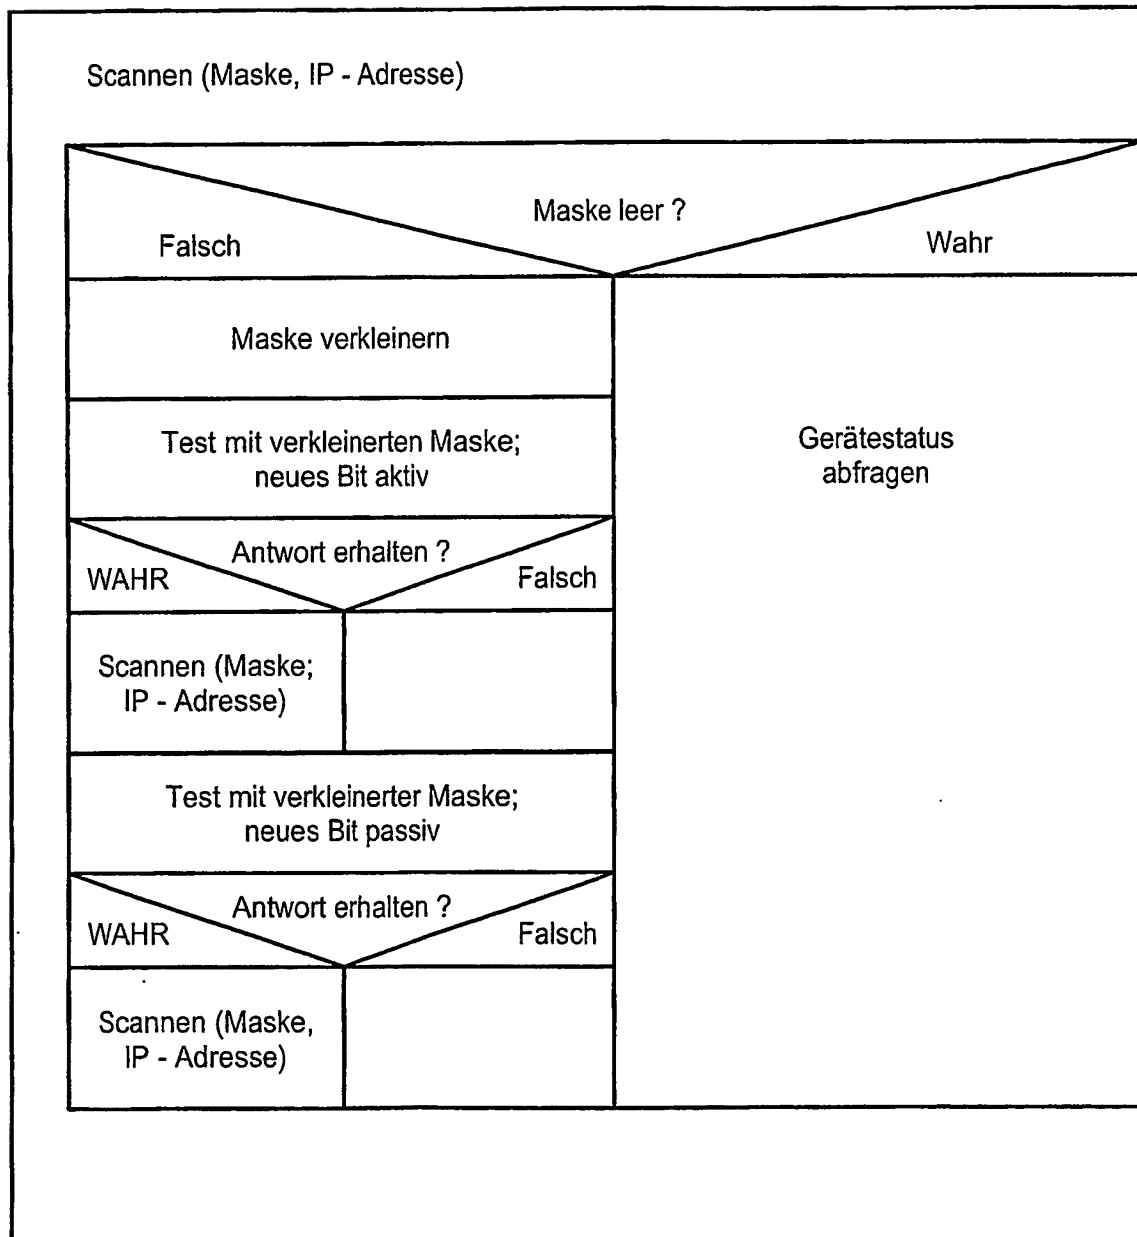 Scannen (Maske, IP - Adresse)
Maske leer ?
Falsch
Wahr
Maske verkleinern
Test mit verkleinerten Maske;
neues Bit aktiv
Gerätestatus
abfragen
Antwort erhalten ?
WAHR
Falsch
Scannen (Maske;
IP - Adresse)
Test mit verkleinerter Maske;
neues Bit passiv
Antwort erhalten ?
WAHR
Falsch
Scannen (Maske,
IP - Adresse)